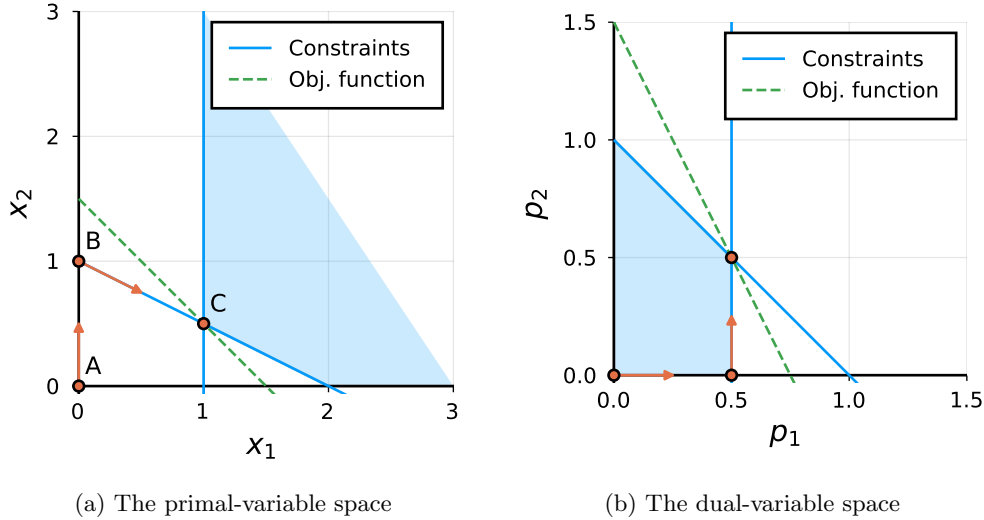 3
2
1
0
x2
B
A
C
Constraints
Obj. function
0 1 2 3
x1
(a) The primal-variable space
1.5
1.0
0.5
0.0
p2
Constraints
Obj. function
0.0 0.5 1.0 1.5
p1
(b) The dual-variable space